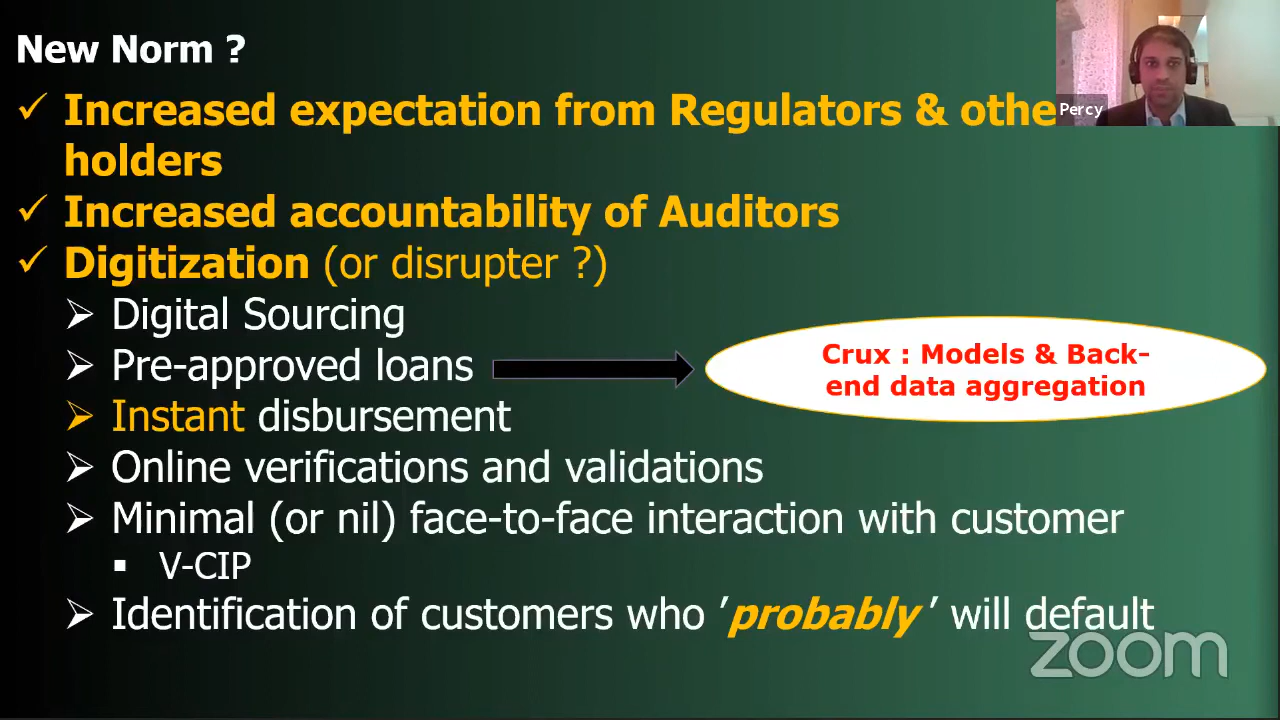 New Norm ?
Increased expectation from Regulators & othe
holders
Increased accountability of Auditors
Digitization (or disrupter ?)
Digital Sourcing
Pre-approved loans
Crux : Models & Back-
end data aggregation
Instant disbursement
Online verifications and validations
Minimal (or nil) face-to-face interaction with customer
V-CIP
Identification of customers who ’probably’ will default
Percy
zoom